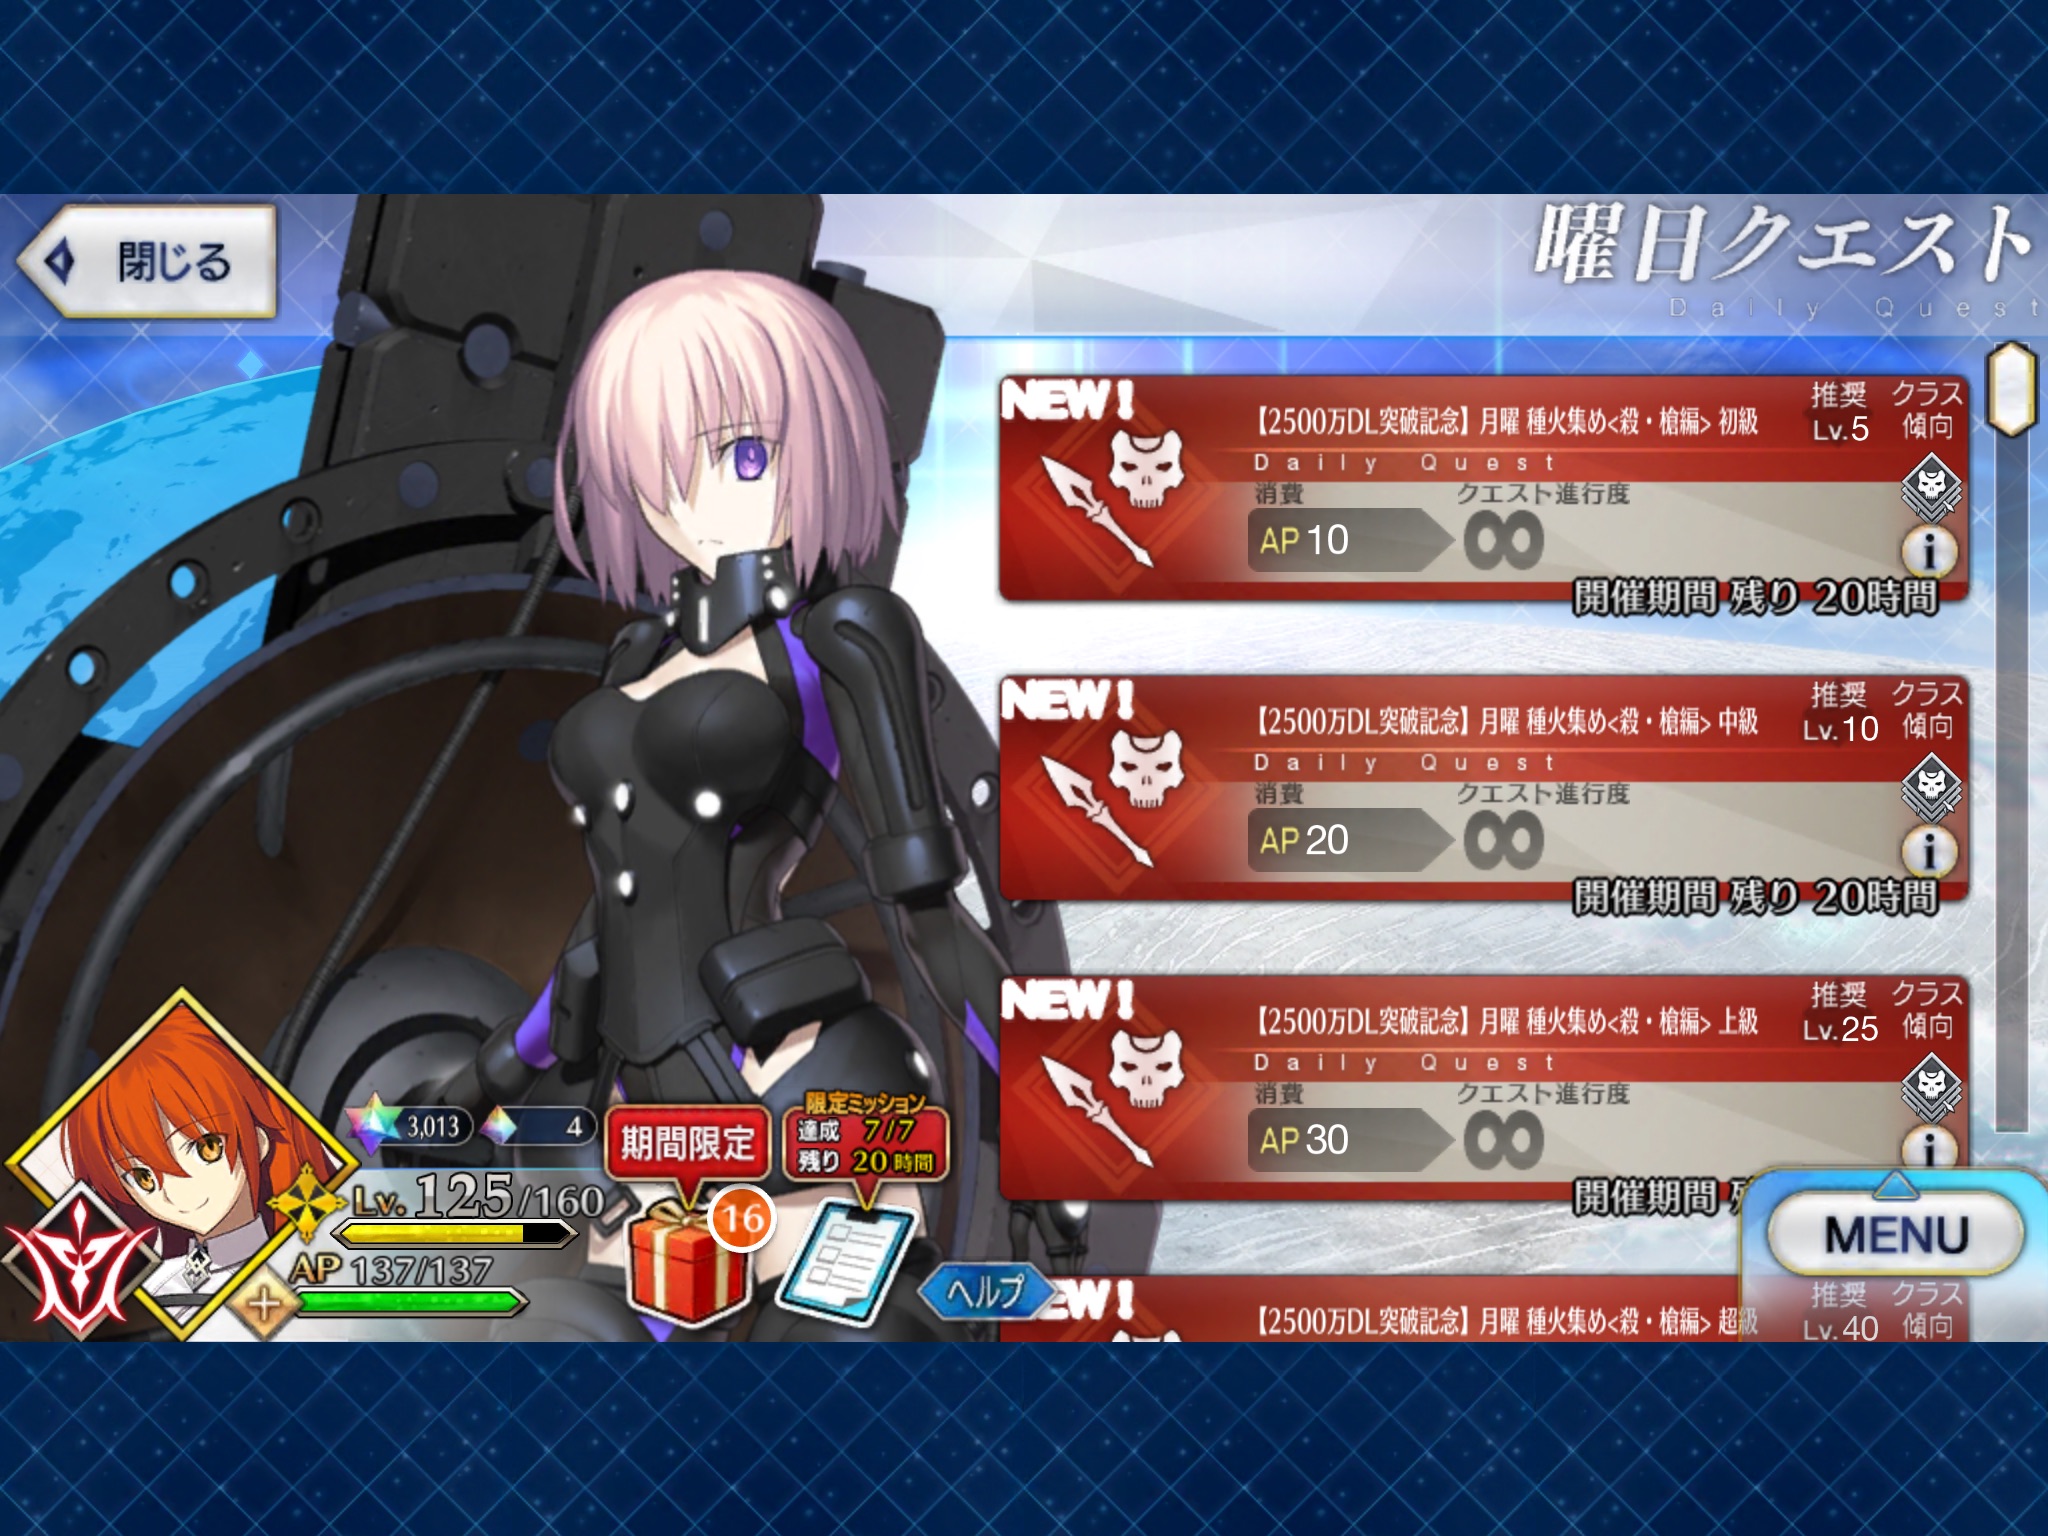 閉じる
曜日クエスト
Daily Quest
NEW!
【2500万DL突破記念】月曜 種火集め<殺・槍編> 初級
推奨
Lv.5
クラス
傾向
Daily Quest
消費
クエスト進行度
AP 10
∞
開催期間 残り 20時間
NEW!
【2500万DL突破記念】月曜 種火集め<殺・槍編> 中級
推奨
Lv.10
クラス
傾向
Daily Quest
消費
クエスト進行度
AP 20
∞
開催期間 残り 20時間
NEW!
【2500万DL突破記念】月曜 種火集め<殺・槍編> 上級
推奨
Lv.25
クラス
傾向
Daily Quest
消費
クエスト進行度
AP 30
∞
開催期間
MENU
EW!
【2500万DL突破記念】月曜 種火集め<殺・槍編> 超級
推奨
Lv.40
クラス
傾向
3,013
4
Lv. 125/160
AP 137/137
期間限定
16
限定ミッション
達成 7/7
残り 20時間
ヘルプ